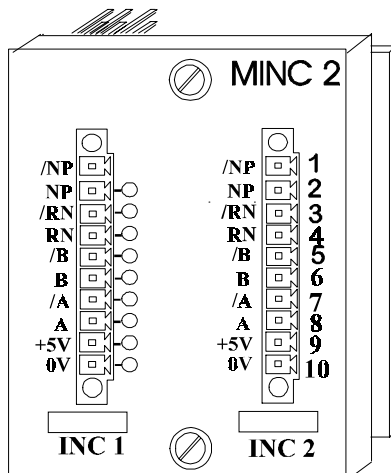 MINC 2
/NP /NP 1
NP NP 2
/RN /RN 3
RN RN 4
/B /B 5
B B 6
/A /A 7
A A 8
+5V +5V 9
0V 0V 10
INC 1 INC 2